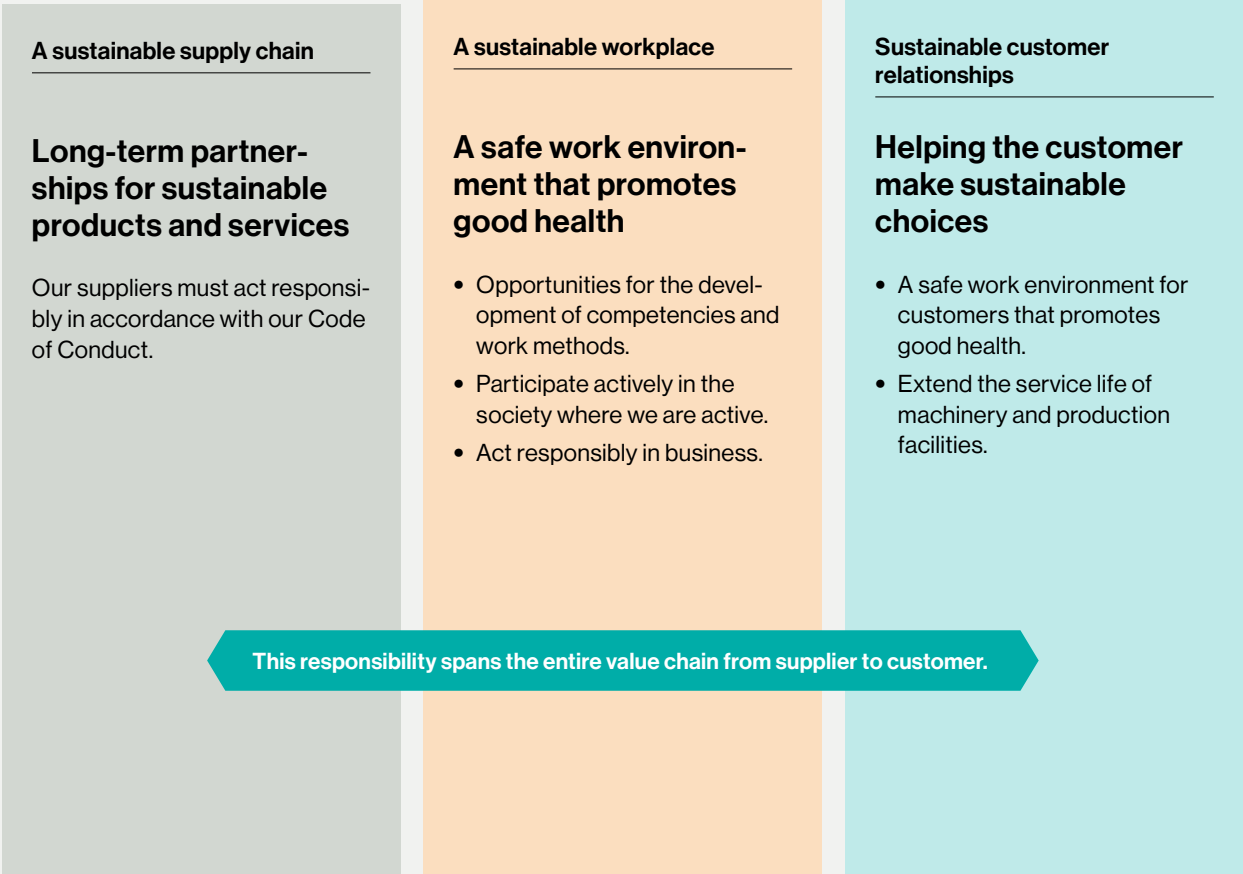 A sustainable supply chain
Long-term partner-
ships for sustainable
products and services
Our suppliers must act responsi-
bly in accordance with our Code
of Conduct.
A sustainable workplace
A safe work environ-
ment that promotes
good health
• Opportunities for the devel-
opment of competencies and
work methods.
• Participate actively in the
society where we are active.
• Act responsibly in business.
Sustainable customer
relationships
Helping the customer
make sustainable
choices
• A safe work environment for
customers that promotes
good health.
• Extend the service life of
machinery and production
facilities.
This responsibility spans the entire value chain from supplier to customer.